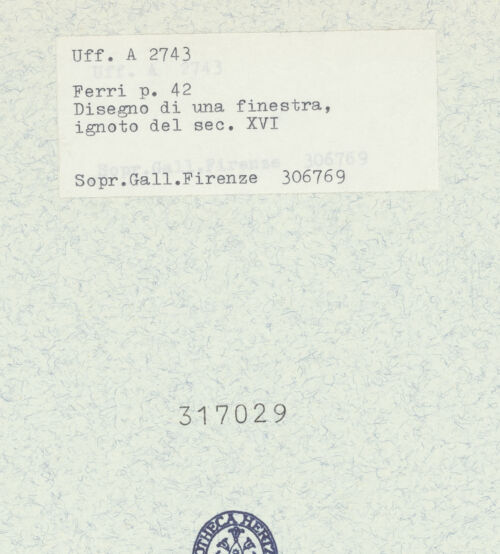 Uff. A 2743
Ferri p. 42
Disegno di una finestra,
ignoto del sec. XVI
Sopr.Gall.Firenze 306769
317029